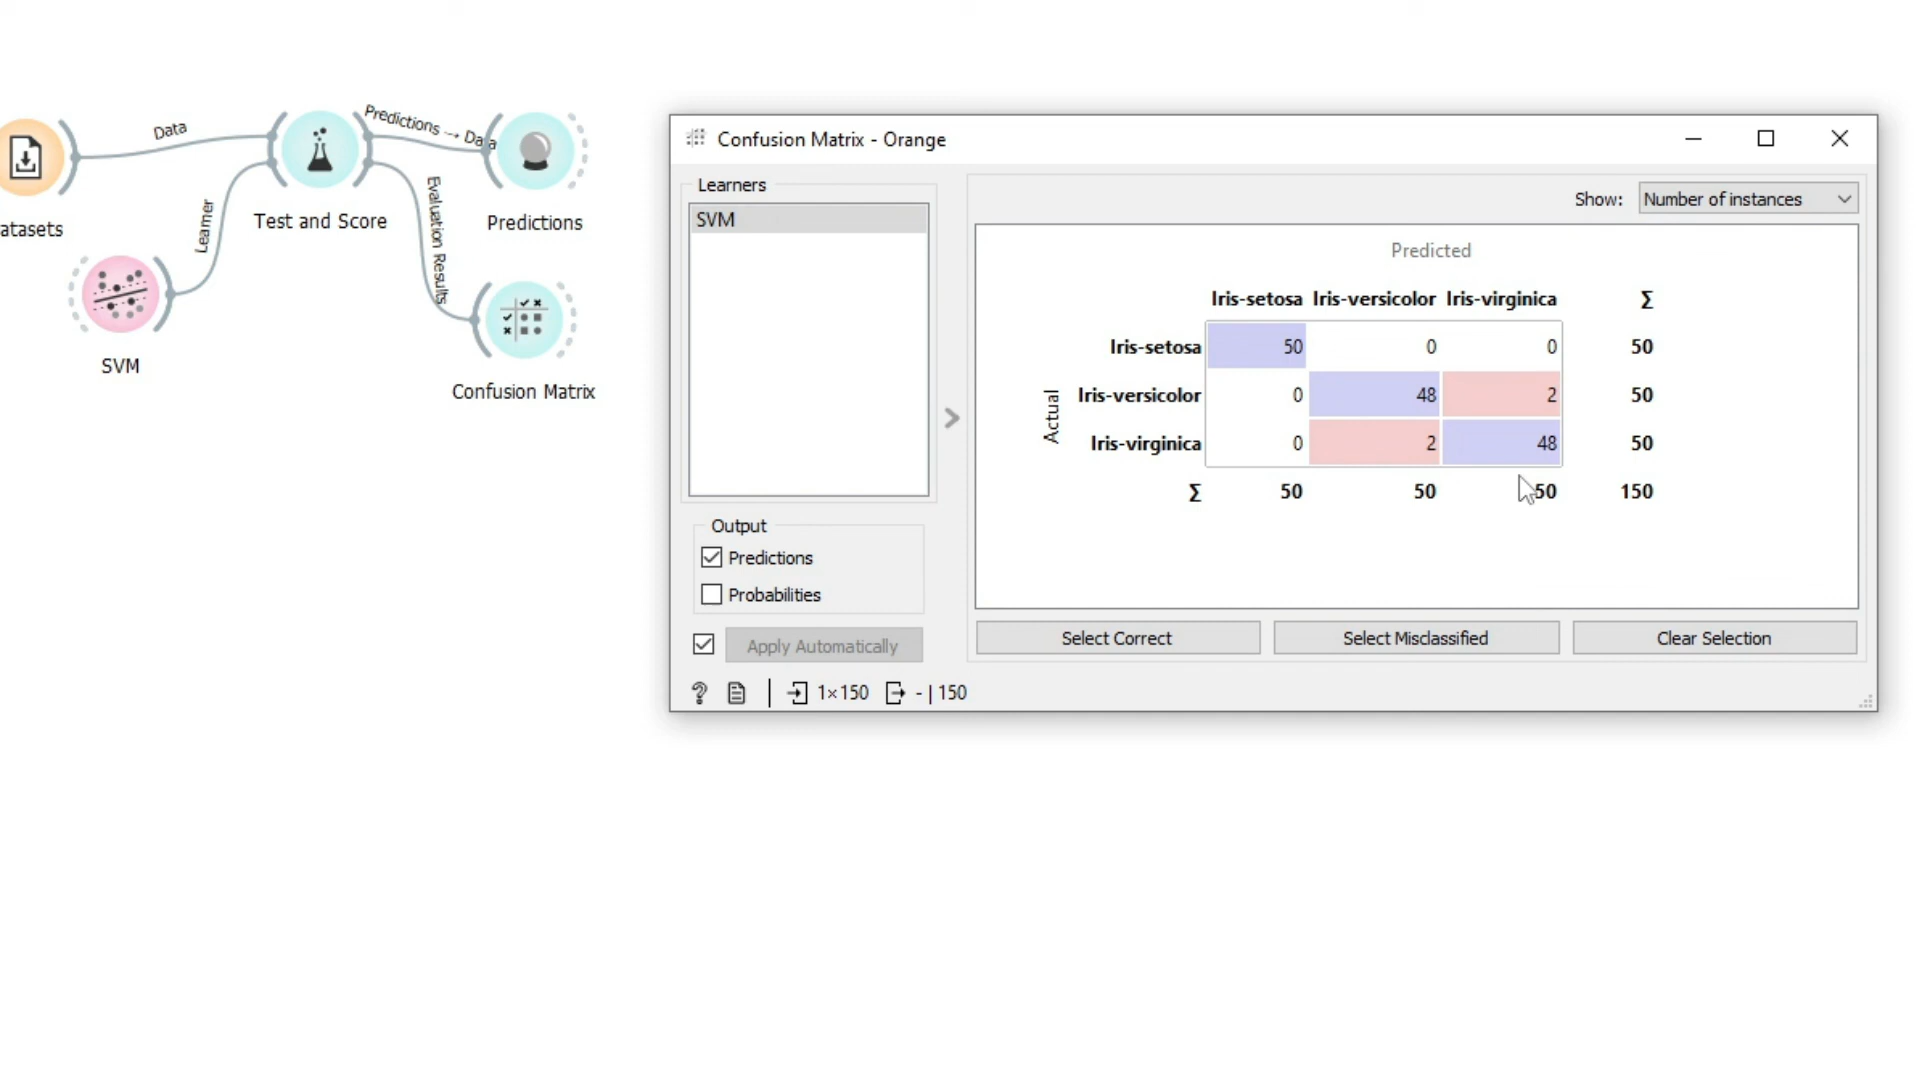 Data
Predictions → Data
Learner
Evaluation Results
atasets
Test and Score
Predictions
SVM
Confusion Matrix
Confusion Matrix - Orange
Learners
SVM
Show: Number of instances
Predicted
Iris-setosa Iris-versicolor Iris-virginica Σ
Actual
Iris-setosa 50 0 0 50
Iris-versicolor 0 48 2 50
Iris-virginica 0 2 48 50
Σ 50 50 50 150
Output
Predictions
Probabilities
Apply Automatically
Select Correct Select Misclassified Clear Selection
? 1×150 - | 150